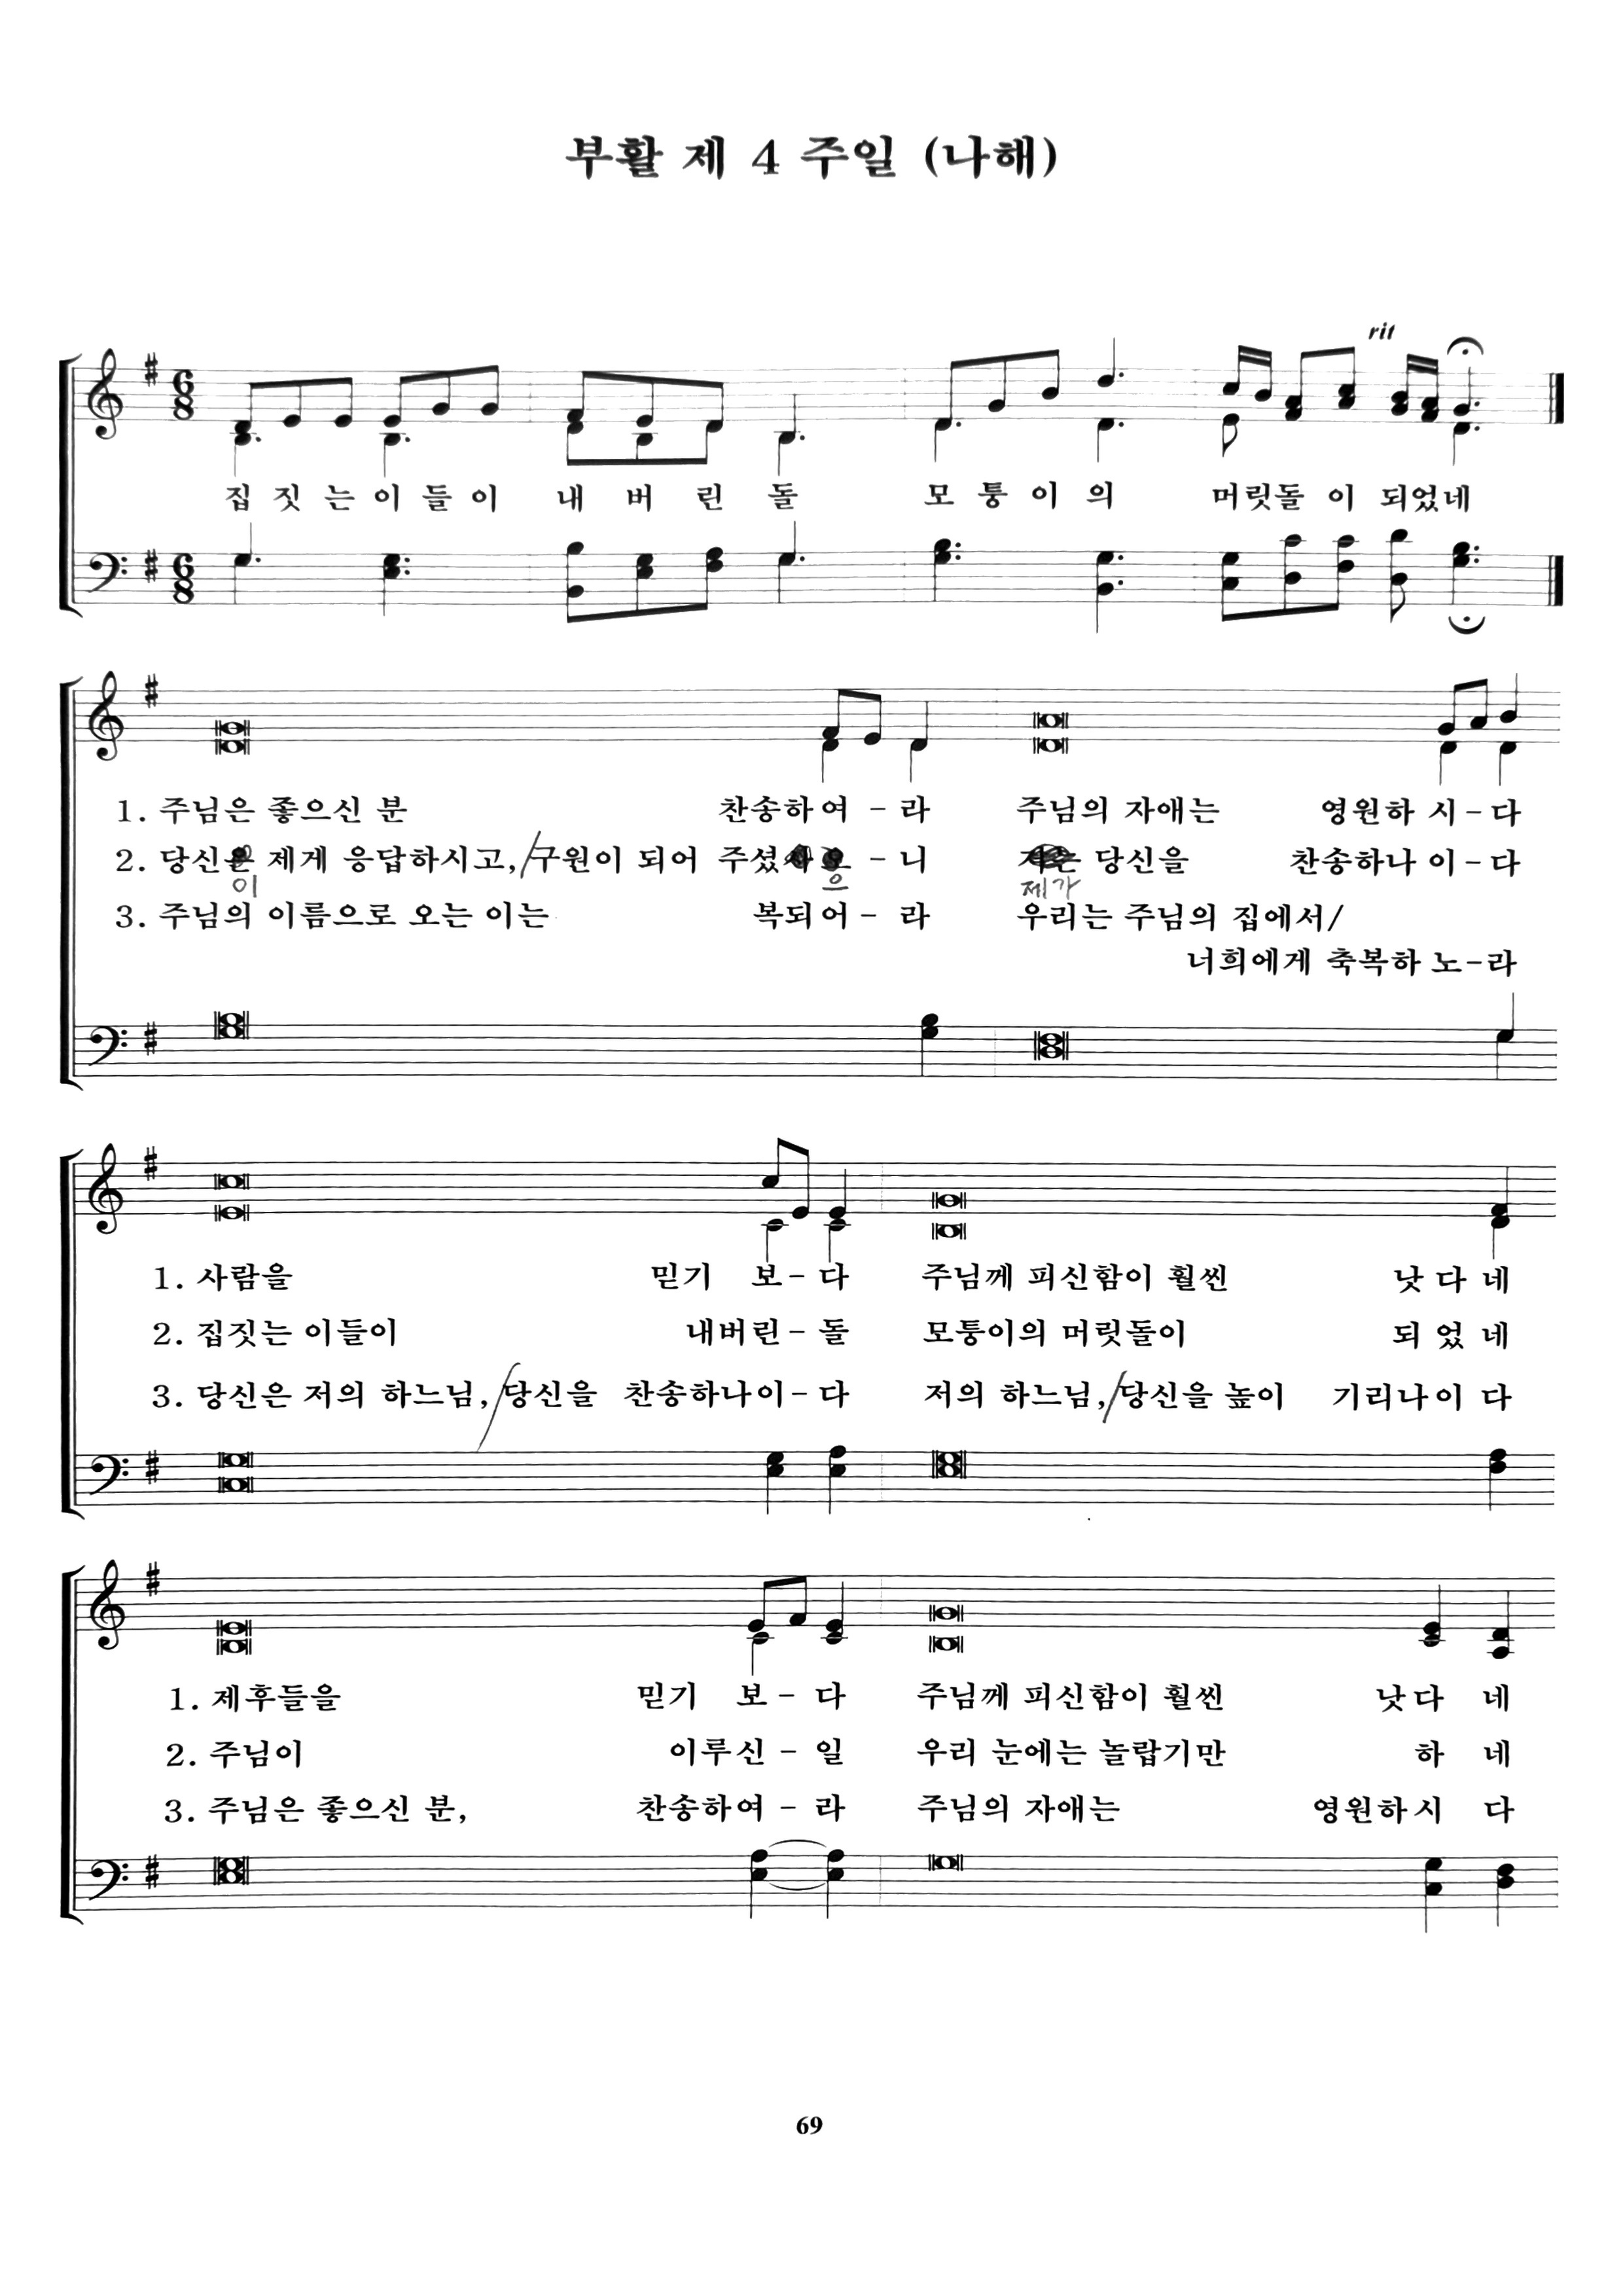 부활 제 4 주일 (나해)
rit
6 8
집 짓 는 이 들 이 내 버 린 돌 모 퉁 이 의 머릿돌 이 되었네
6 8
1. 주님은 좋으신 분 찬송하 여 - 라 주님의 자애는 영원하 시 - 다
2. 당신 제게 응답하시고, / 구원이 되어 주셨 - 니 당신을 찬송하나 이 - 다
이 으 제가
3. 주님의 이름으로 오는 이는 복되 어 - 라 우리는 주님의 집에서/
너희에게 축복하 노 - 라
1. 사람을 믿기 보 - 다 주님께 피신함이 훨씬 낫 다 네
2. 집짓는 이들이 내버린 - 돌 모퉁이의 머릿돌이 되 었 네
3. 당신은 저의 하느님, / 당신을 찬송하나이 - 다 저의 하느님, / 당신을 높이 기리나이 다
1. 제후들을 믿기 보 - 다 주님께 피신함이 훨씬 낫다 네
2. 주님이 이루신 - 일 우리 눈에는 놀랍기만 하 네
3. 주님은 좋으신 분, 찬송하여 - 라 주님의 자애는 영원하시 다
69